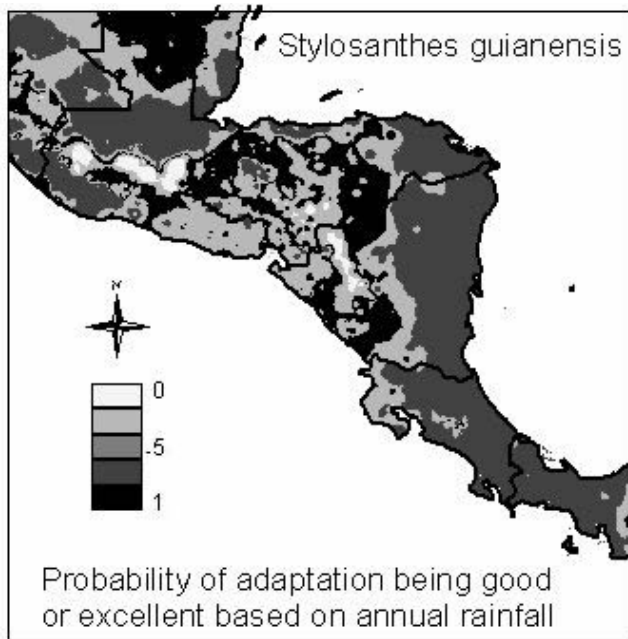 Stylosanthes guianensis
N
0
.5
1
Probability of adaptation being good
or excellent based on annual rainfall